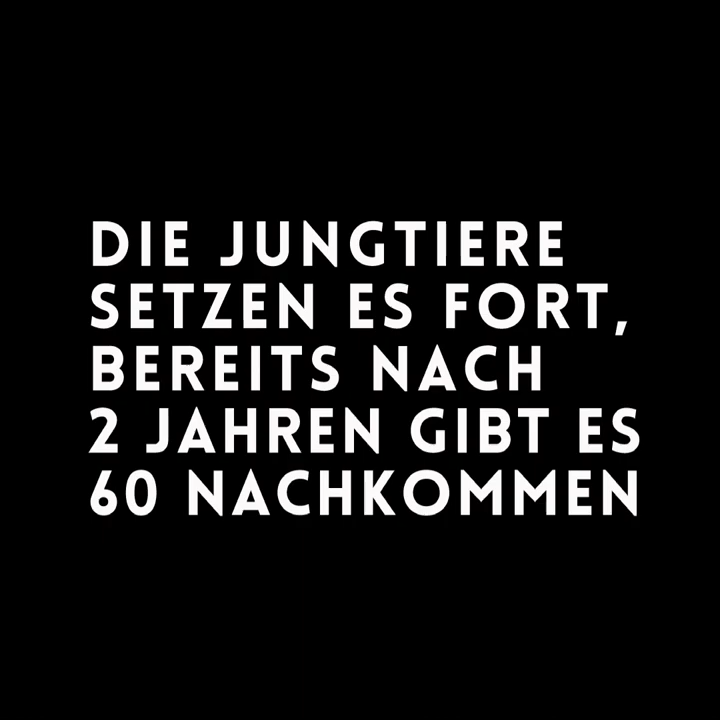 DIE JUNGTIERE
SETZEN ES FORT,
BEREITS NACH
2 JAHREN GIBT ES
60 NACHKOMMEN